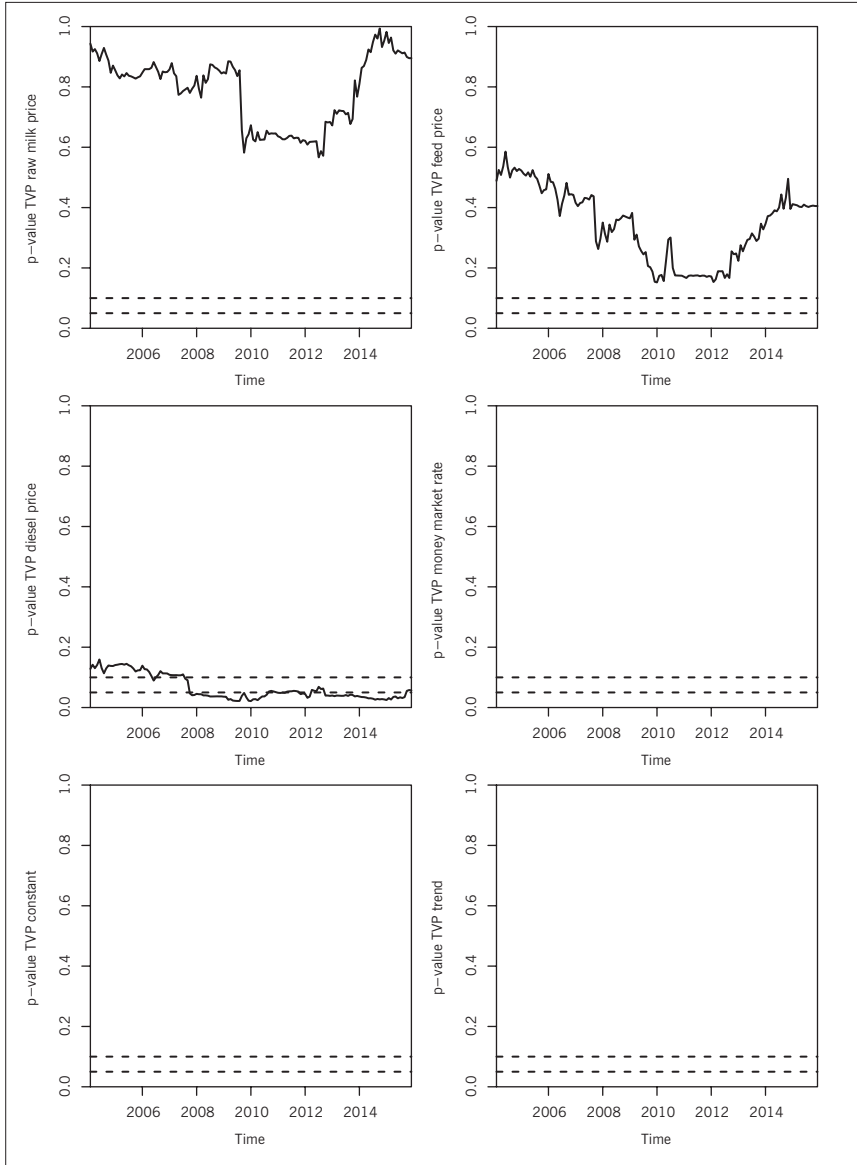 p−value TVP raw milk price
0.0 0.2 0.4 0.6 0.8 1.0
2006 2008 2010 2012 2014
Time
p−value TVP feed price
0.0 0.2 0.4 0.6 0.8 1.0
2006 2008 2010 2012 2014
Time
p−value TVP diesel price
0.0 0.2 0.4 0.6 0.8 1.0
2006 2008 2010 2012 2014
Time
p−value TVP money market rate
0.0 0.2 0.4 0.6 0.8 1.0
2006 2008 2010 2012 2014
Time
p−value TVP constant
0.0 0.2 0.4 0.6 0.8 1.0
2006 2008 2010 2012 2014
Time
p−value TVP trend
0.0 0.2 0.4 0.6 0.8 1.0
2006 2008 2010 2012 2014
Time